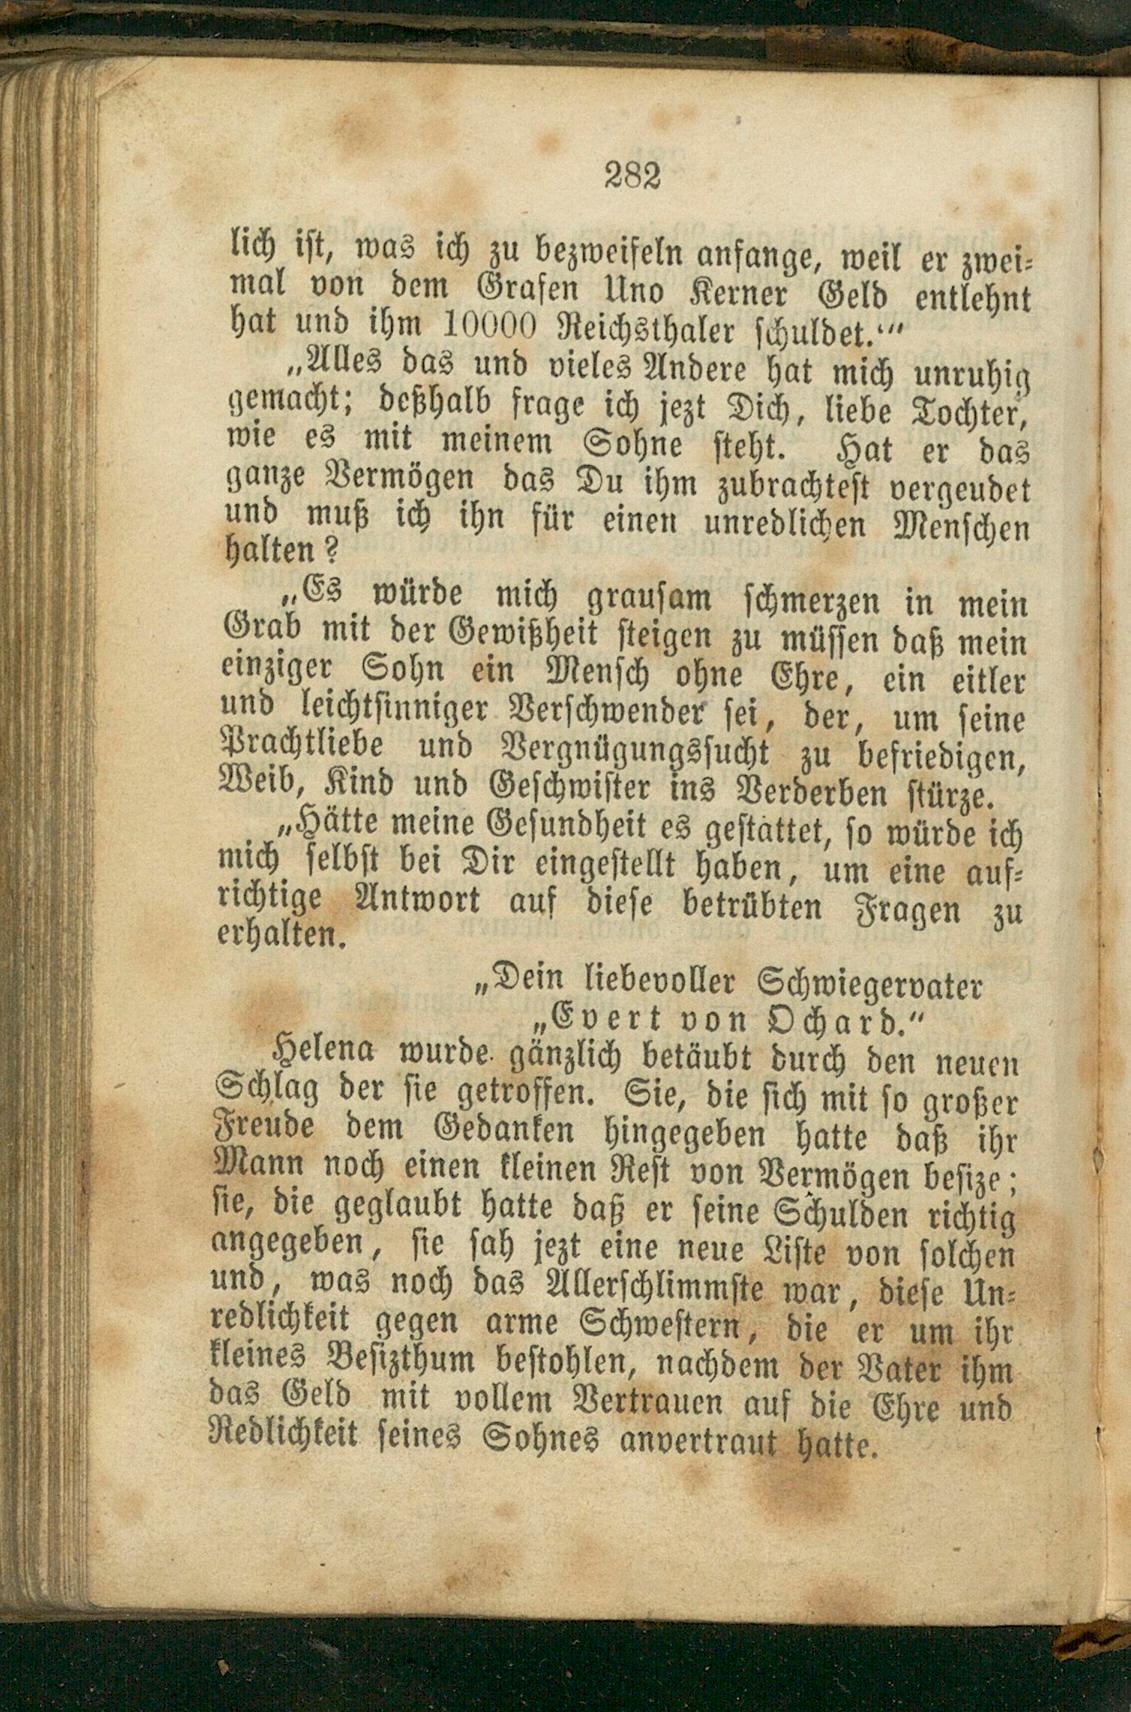 282
lich ist, was ich zu bezweifeln anfange, weil er zwei-
mal von dem Grafen Uno Kerner Geld entlehnt
hat und ihm 10000 Reichsthaler schuldet.‘“
„Alles das und vieles Andere hat mich unruhig
gemacht; deßhalb frage ich jezt Dich, liebe Tochter,
wie es mit meinem Sohne steht. Hat er das
ganze Vermögen das Du ihm zubrachtest vergeudet
und muß ich ihn für einen unredlichen Menschen
halten?
„Es würde mich grausam schmerzen in mein
Grab mit der Gewißheit steigen zu müssen daß mein
einziger Sohn ein Mensch ohne Ehre, ein eitler
und leichtsinniger Verschwender sei, der, um seine
Prachtliebe und Vergnügungssucht zu befriedigen,
Weib, Kind und Geschwister ins Verderben stürze.
„Hätte meine Gesundheit es gestattet, so würde ich
mich selbst bei Dir eingestellt haben, um eine auf-
richtige Antwort auf diese betrübten Fragen zu
erhalten.
„Dein liebevoller Schwiegervater
„Evert von Ochard.“
Helena wurde gänzlich betäubt durch den neuen
Schlag der sie getroffen. Sie, die sich mit so großer
Freude dem Gedanken hingegeben hatte daß ihr
Mann noch einen kleinen Rest von Vermögen besize;
sie, die geglaubt hatte daß er seine Schulden richtig
angegeben, sie sah jezt eine neue Liste von solchen
und, was noch das Allerschlimmste war, diese Un-
redlichkeit gegen arme Schwestern, die er um ihr
kleines Besizthum bestohlen, nachdem der Vater ihm
das Geld mit vollem Vertrauen auf die Ehre und
Redlichkeit seines Sohnes anvertraut hatte.